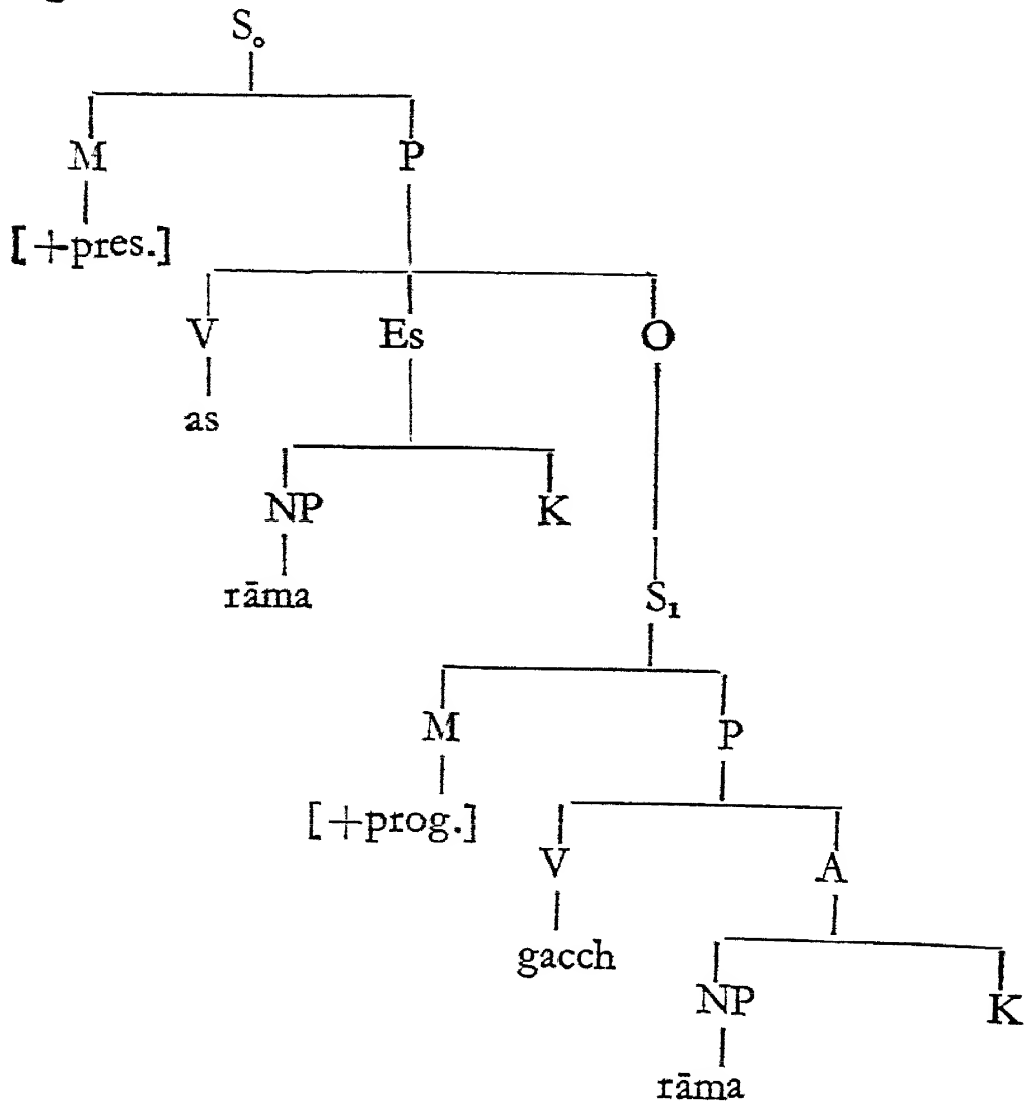 S₀
M P
[+pres.]
V Es O
as
NP K
rāma S₁
M P
[+prog.]
V A
gacch
NP K
rāma